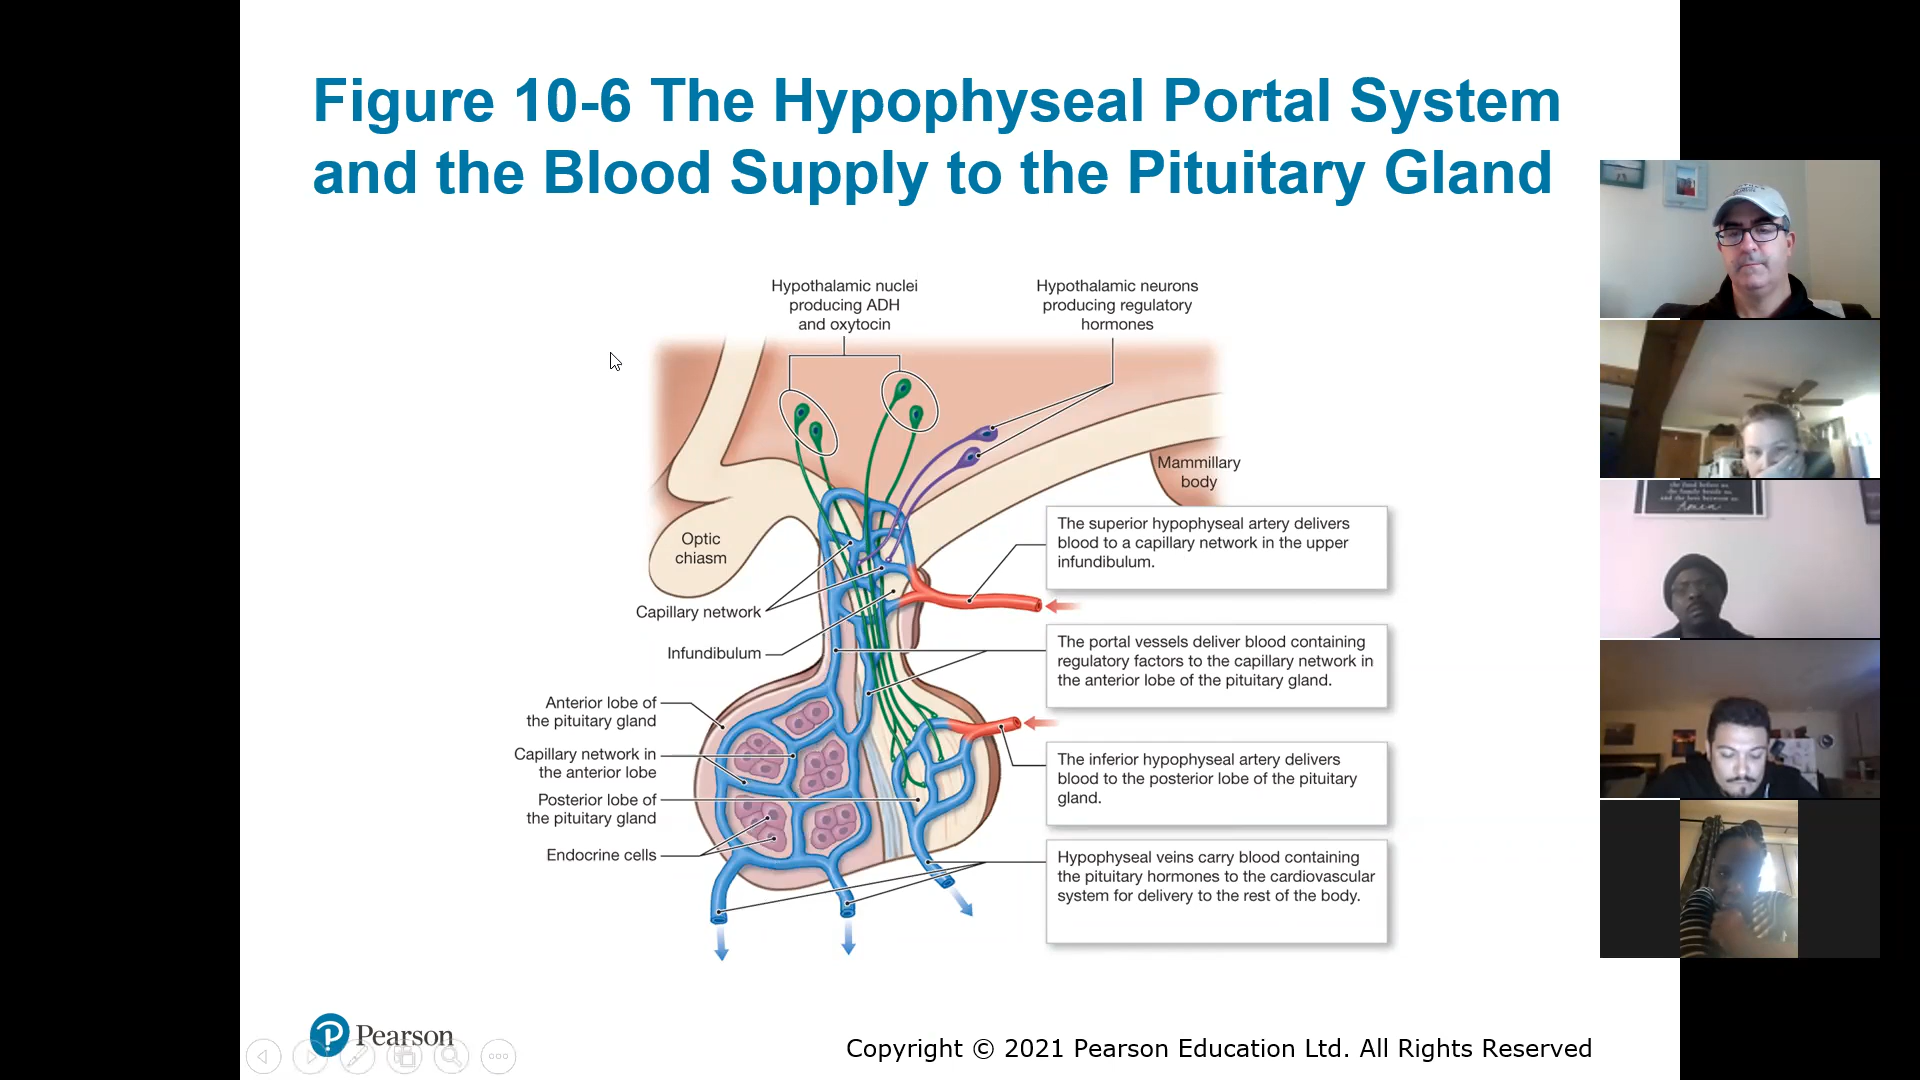 Figure 10-6 The Hypophyseal Portal System
and the Blood Supply to the Pituitary Gland
Hypothalamic nuclei
producing ADH
and oxytocin
Hypothalamic neurons
producing regulatory
hormones
Mammillary
body
Optic
chiasm
The superior hypophyseal artery delivers
blood to a capillary network in the upper
infundibulum.
Capillary network
Infundibulum
The portal vessels deliver blood containing
regulatory factors to the capillary network in
the anterior lobe of the pituitary gland.
Anterior lobe of
the pituitary gland
Capillary network in
the anterior lobe
Posterior lobe of
the pituitary gland
Endocrine cells
The inferior hypophyseal artery delivers
blood to the posterior lobe of the pituitary
gland.
Hypophyseal veins carry blood containing
the pituitary hormones to the cardiovascular
system for delivery to the rest of the body.
P Pearson
Copyright © 2021 Pearson Education Ltd. All Rights Reserved